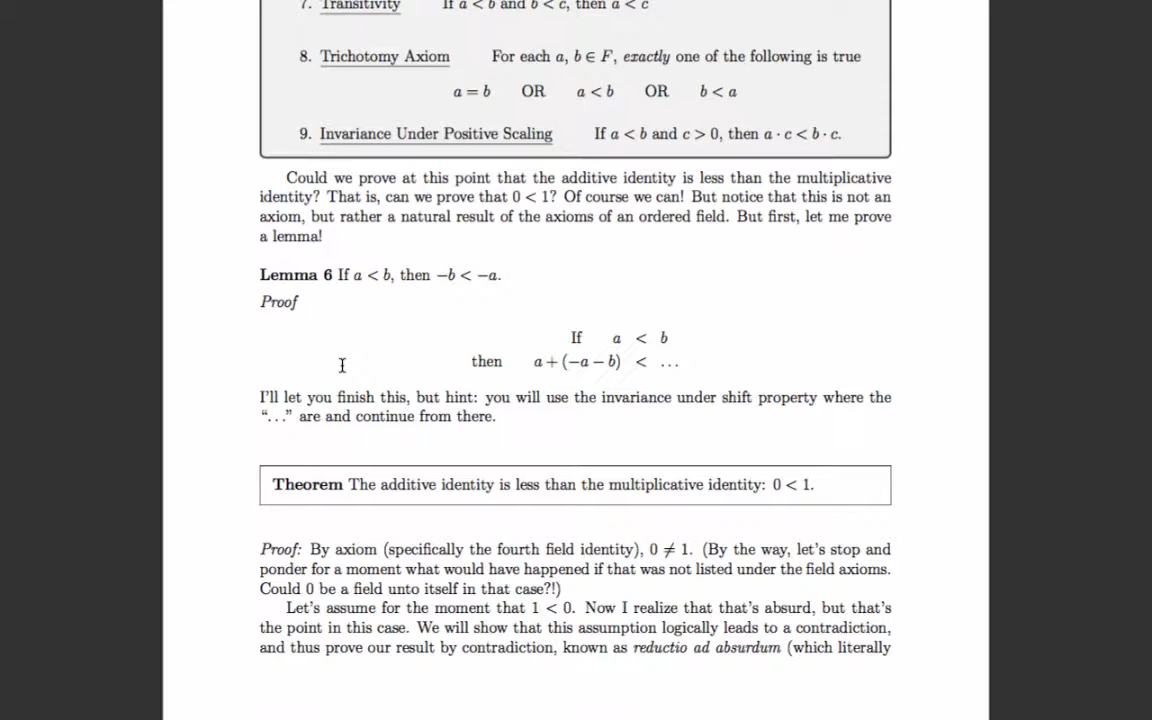 7. Transitivity If a < b and b < c, then a < c
8. Trichotomy Axiom For each a, b ∈ F, exactly one of the following is true
a = b OR a < b OR b < a
9. Invariance Under Positive Scaling If a < b and c > 0, then a · c < b · c.
Could we prove at this point that the additive identity is less than the multiplicative
identity? That is, can we prove that 0 < 1? Of course we can! But notice that this is not an
axiom, but rather a natural result of the axioms of an ordered field. But first, let me prove
a lemma!
Lemma 6 If a < b, then −b < −a.
Proof
If a < b
then a + (−a − b) < …
I'll let you finish this, but hint: you will use the invariance under shift property where the
“…” are and continue from there.
Theorem The additive identity is less than the multiplicative identity: 0 < 1.
Proof: By axiom (specifically the fourth field identity), 0 ≠ 1. (By the way, let's stop and
ponder for a moment what would have happened if that was not listed under the field axioms.
Could 0 be a field unto itself in that case?!)
Let's assume for the moment that 1 < 0. Now I realize that that's absurd, but that's
the point in this case. We will show that this assumption logically leads to a contradiction,
and thus prove our result by contradiction, known as reductio ad absurdum (which literally